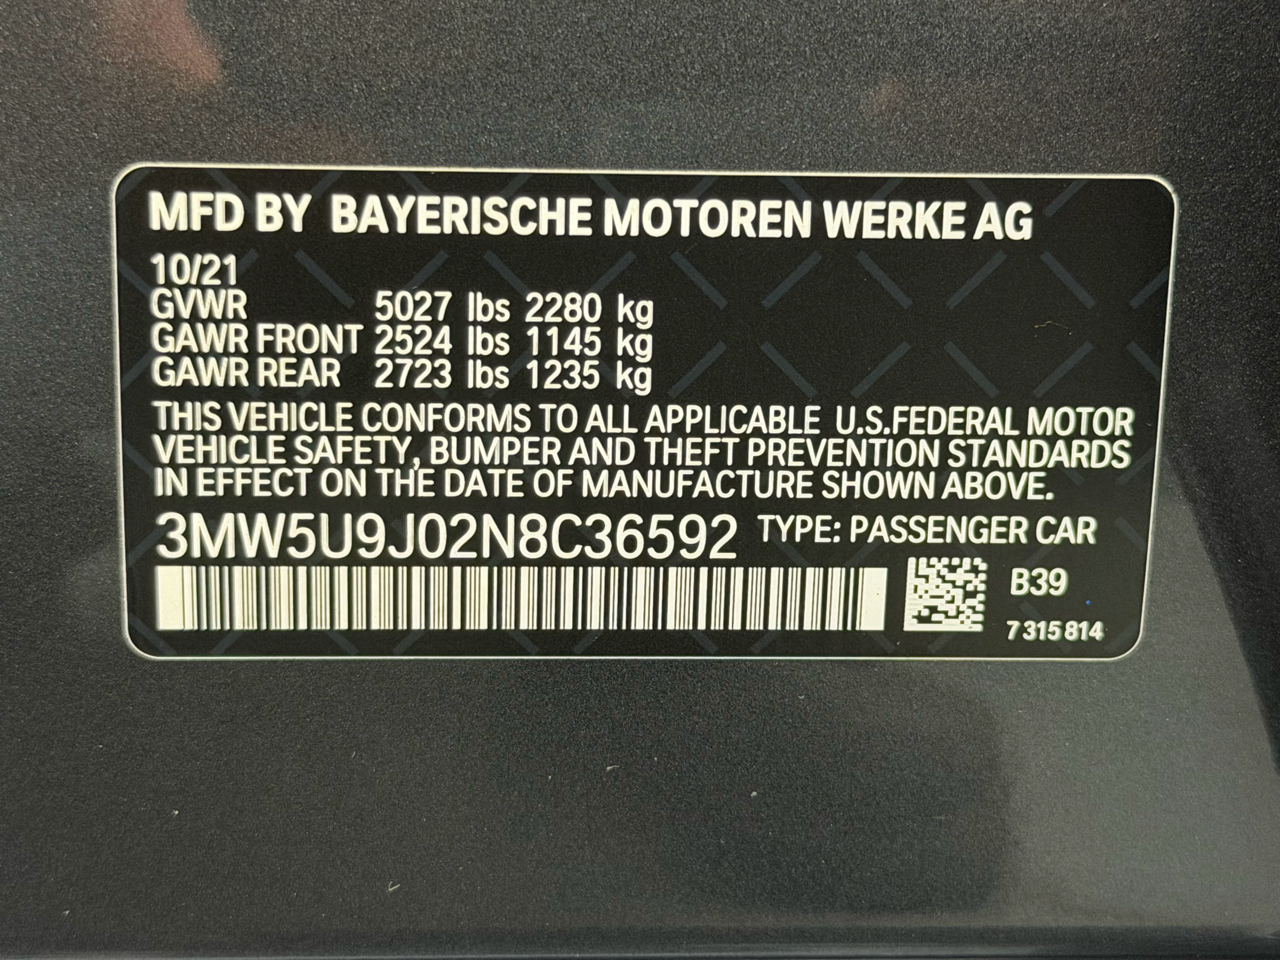 MFD BY BAYERISCHE MOTOREN WERKE AG
10/21
GVWR 5027 lbs 2280 kg
GAWR FRONT 2524 lbs 1145 kg
GAWR REAR 2723 lbs 1235 kg
THIS VEHICLE CONFORMS TO ALL APPLICABLE U.S.FEDERAL MOTOR
VEHICLE SAFETY, BUMPER AND THEFT PREVENTION STANDARDS
IN EFFECT ON THE DATE OF MANUFACTURE SHOWN ABOVE.
3MW5U9J02N8C36592 TYPE: PASSENGER CAR
B39
7 315 814